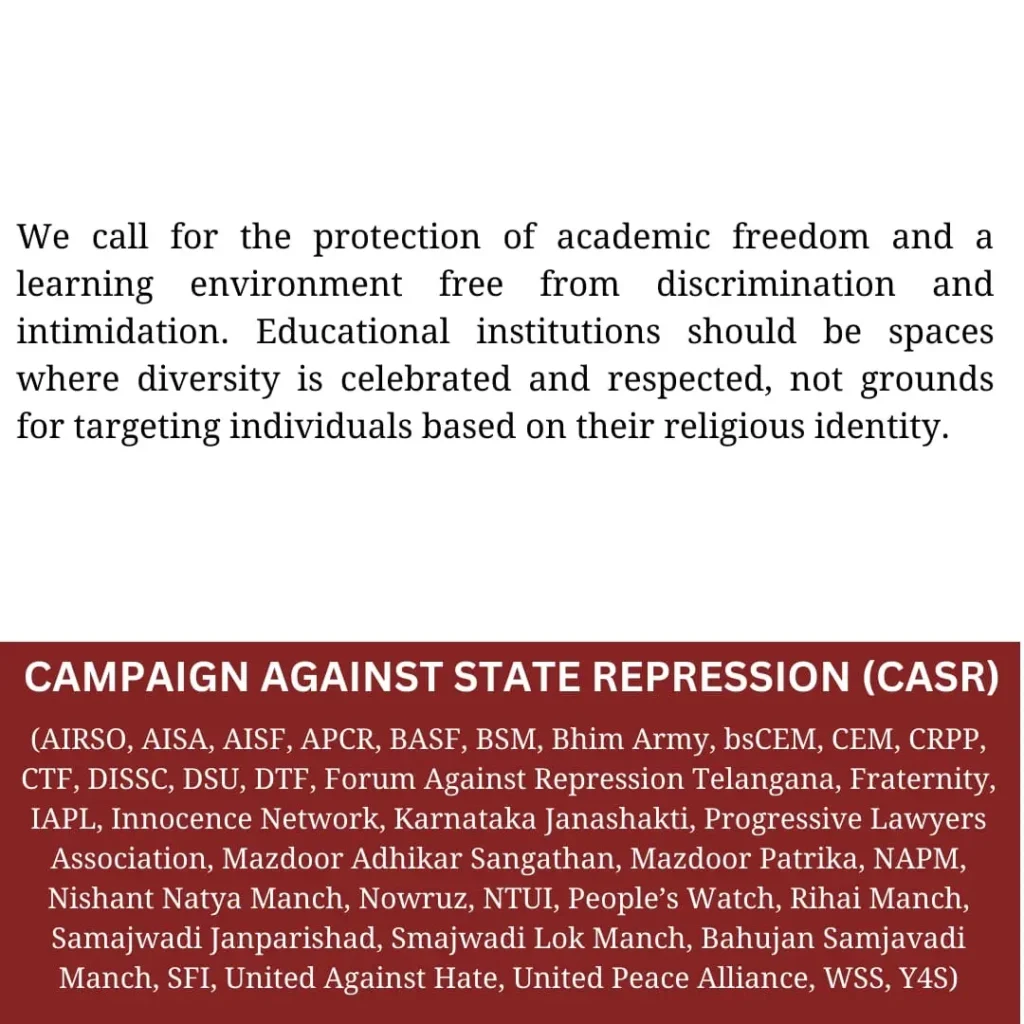 We call for the protection of academic freedom and a
learning environment free from discrimination and
intimidation. Educational institutions should be spaces
where diversity is celebrated and respected, not grounds
for targeting individuals based on their religious identity.
CAMPAIGN AGAINST STATE REPRESSION (CASR)
(AIRSO, AISA, AISF, APCR, BASF, BSM, Bhim Army, bsCEM, CEM, CRPP,
CTF, DISSC, DSU, DTF, Forum Against Repression Telangana, Fraternity,
IAPL, Innocence Network, Karnataka Janashakti, Progressive Lawyers
Association, Mazdoor Adhikar Sangathan, Mazdoor Patrika, NAPM,
Nishant Natya Manch, Nowruz, NTUI, People’s Watch, Rihai Manch,
Samajwadi Janparishad, Smajwadi Lok Manch, Bahujan Samjavadi
Manch, SFI, United Against Hate, United Peace Alliance, WSS, Y4S)